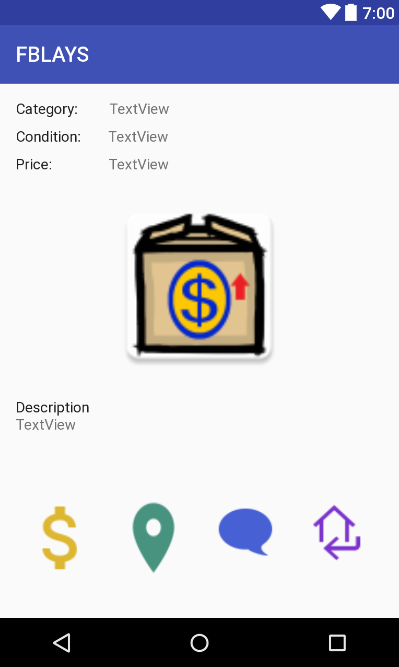 7:00
FBLAYS
Category: TextView
Condition: TextView
Price: TextView
$
Description
TextView
$